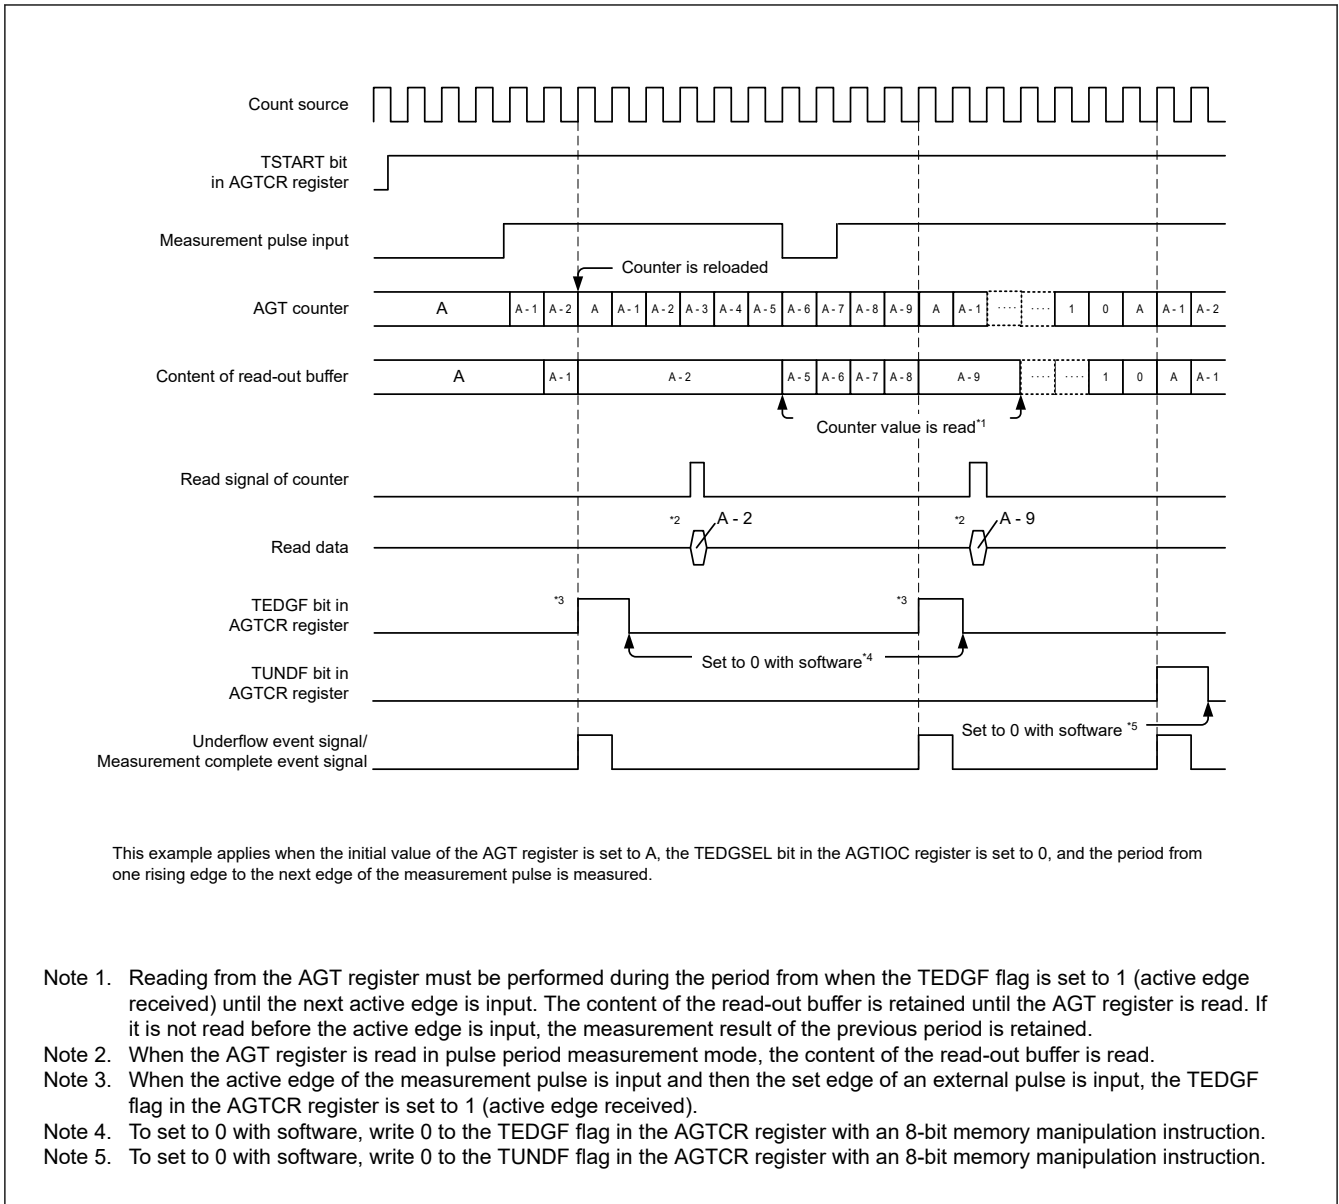 Count source
TSTART bit
in AGTCR register
Measurement pulse input
Counter is reloaded
AGT counter
A A - 1 A - 2 A A - 1 A - 2 A - 3 A - 4 A - 5 A - 6 A - 7 A - 8 A - 9 A A - 1 ···· ···· 1 0 A A - 1 A - 2
Content of read-out buffer
A A - 1 A - 2 A - 5 A - 6 A - 7 A - 8 A - 9 ···· ···· 1 0 A A - 1
Counter value is read*1
Read signal of counter
*2 A - 2 *2 A - 9
Read data
TEDGF bit in
AGTCR register
*3 *3
Set to 0 with software*4
TUNDF bit in
AGTCR register
Set to 0 with software *5
Underflow event signal/
Measurement complete event signal
This example applies when the initial value of the AGT register is set to A, the TEDGSEL bit in the AGTIOC register is set to 0, and the period from
one rising edge to the next edge of the measurement pulse is measured.
Note 1. Reading from the AGT register must be performed during the period from when the TEDGF flag is set to 1 (active edge
received) until the next active edge is input. The content of the read-out buffer is retained until the AGT register is read. If
it is not read before the active edge is input, the measurement result of the previous period is retained.
Note 2. When the AGT register is read in pulse period measurement mode, the content of the read-out buffer is read.
Note 3. When the active edge of the measurement pulse is input and then the set edge of an external pulse is input, the TEDGF
flag in the AGTCR register is set to 1 (active edge received).
Note 4. To set to 0 with software, write 0 to the TEDGF flag in the AGTCR register with an 8-bit memory manipulation instruction.
Note 5. To set to 0 with software, write 0 to the TUNDF flag in the AGTCR register with an 8-bit memory manipulation instruction.